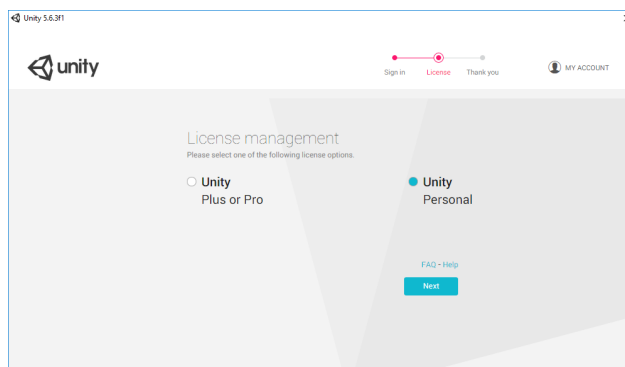 Unity 5.6.3f1
unity
Sign in License Thank you
MY ACCOUNT
License management
Please select one of the following license options.
Unity
Plus or Pro
Unity
Personal
FAQ - Help
Next